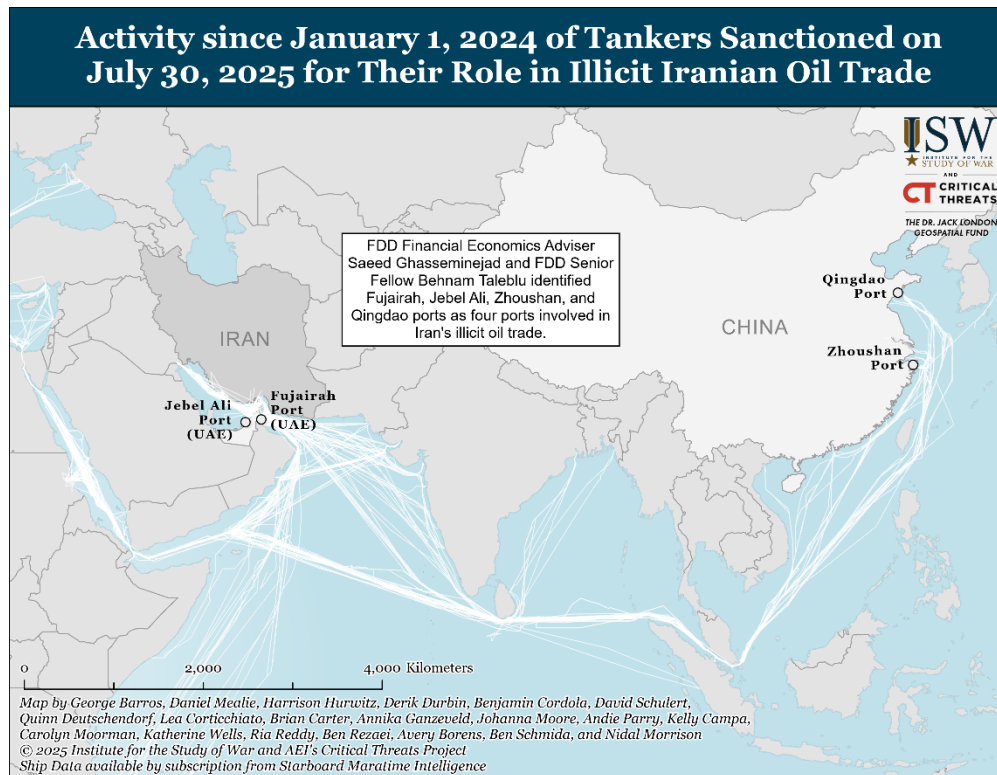 Activity since January 1, 2024 of Tankers Sanctioned on
July 30, 2025 for Their Role in Illicit Iranian Oil Trade
ISW
INSTITUTE FOR THE
STUDY OF WAR
AND
CT CRITICAL
THREATS
THE DR. JACK LONDON
GEOSPATIAL FUND
FDD Financial Economics Adviser
Saeed Ghasseminejad and FDD Senior
Fellow Behnam Taleblu identified
Fujairah, Jebel Ali, Zhoushan, and
Qingdao ports as four ports involved in
Iran's illicit oil trade.
Qingdao
Port
CHINA
IRAN
Zhoushan
Port
Jebel Ali
Port
(UAE)
Fujairah
Port
(UAE)
0 2,000 4,000 Kilometers
Map by George Barros, Daniel Mealie, Harrison Hurwitz, Derik Durbin, Benjamin Cordola, David Schulert,
Quinn Deutschendorf, Lea Corticchiato, Brian Carter, Annika Ganzeveld, Johanna Moore, Andie Parry, Kelly Campa,
Carolyn Moorman, Katherine Wells, Ria Reddy, Ben Rezaei, Avery Borens, Ben Schmida, and Nidal Morrison
© 2025 Institute for the Study of War and AEI's Critical Threats Project
Ship Data available by subscription from Starboard Maratime Intelligence